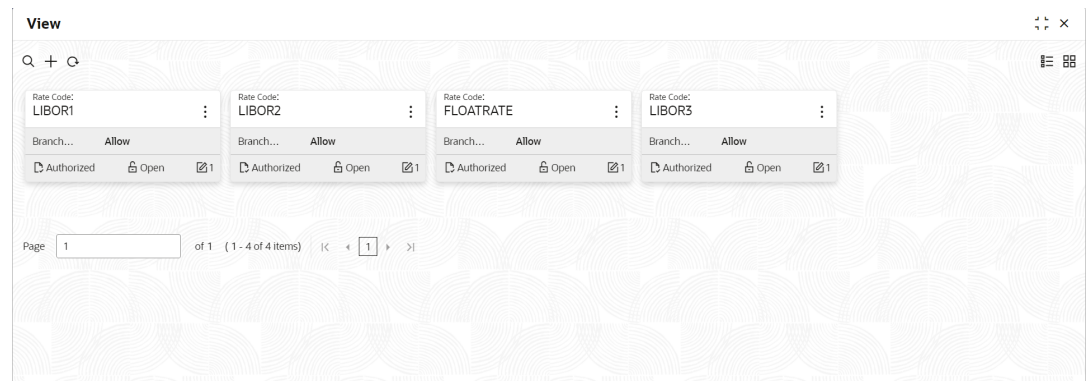 View
Rate Code:
LIBOR1
Branch... Allow
Authorized Open 1
Rate Code:
LIBOR2
Branch... Allow
Authorized Open 1
Rate Code:
FLOATRATE
Branch... Allow
Authorized Open 1
Rate Code:
LIBOR3
Branch... Allow
Authorized Open 1
Page 1 of 1 ( 1 - 4 of 4 items) 1